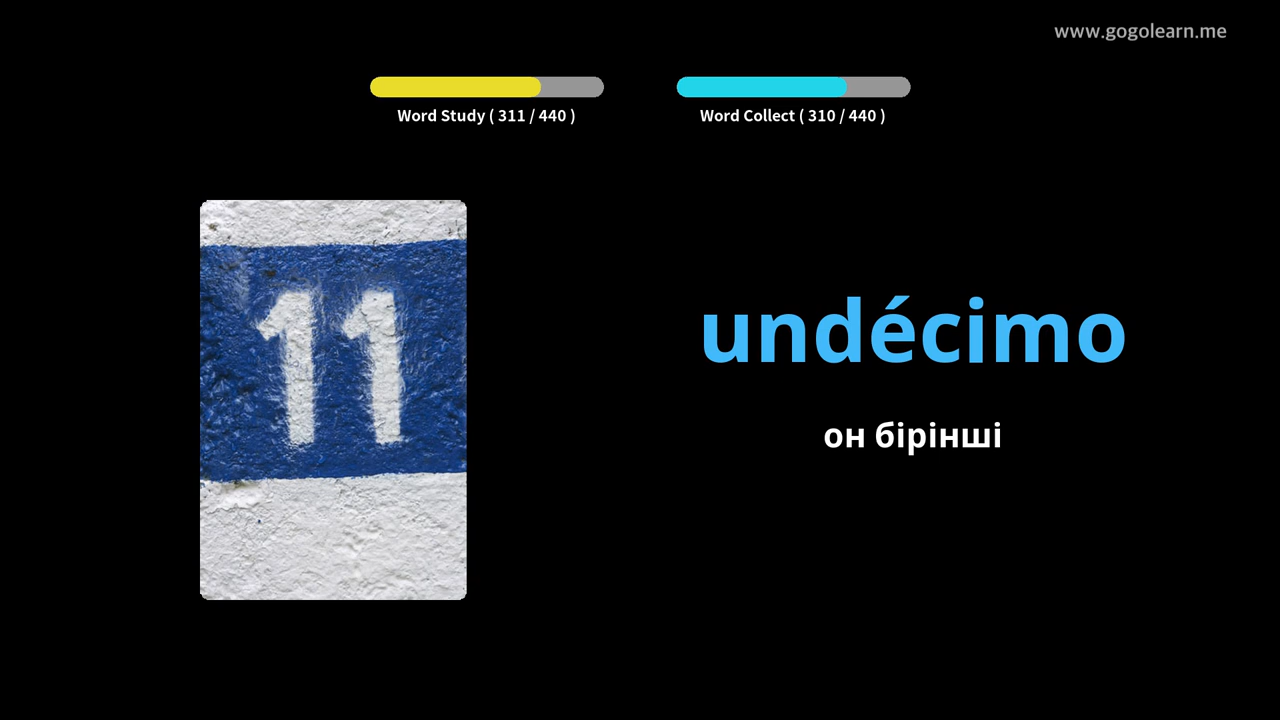 www.gogolearn.me
Word Study ( 311 / 440 )
Word Collect ( 310 / 440 )
11
undécimo
он бірінші